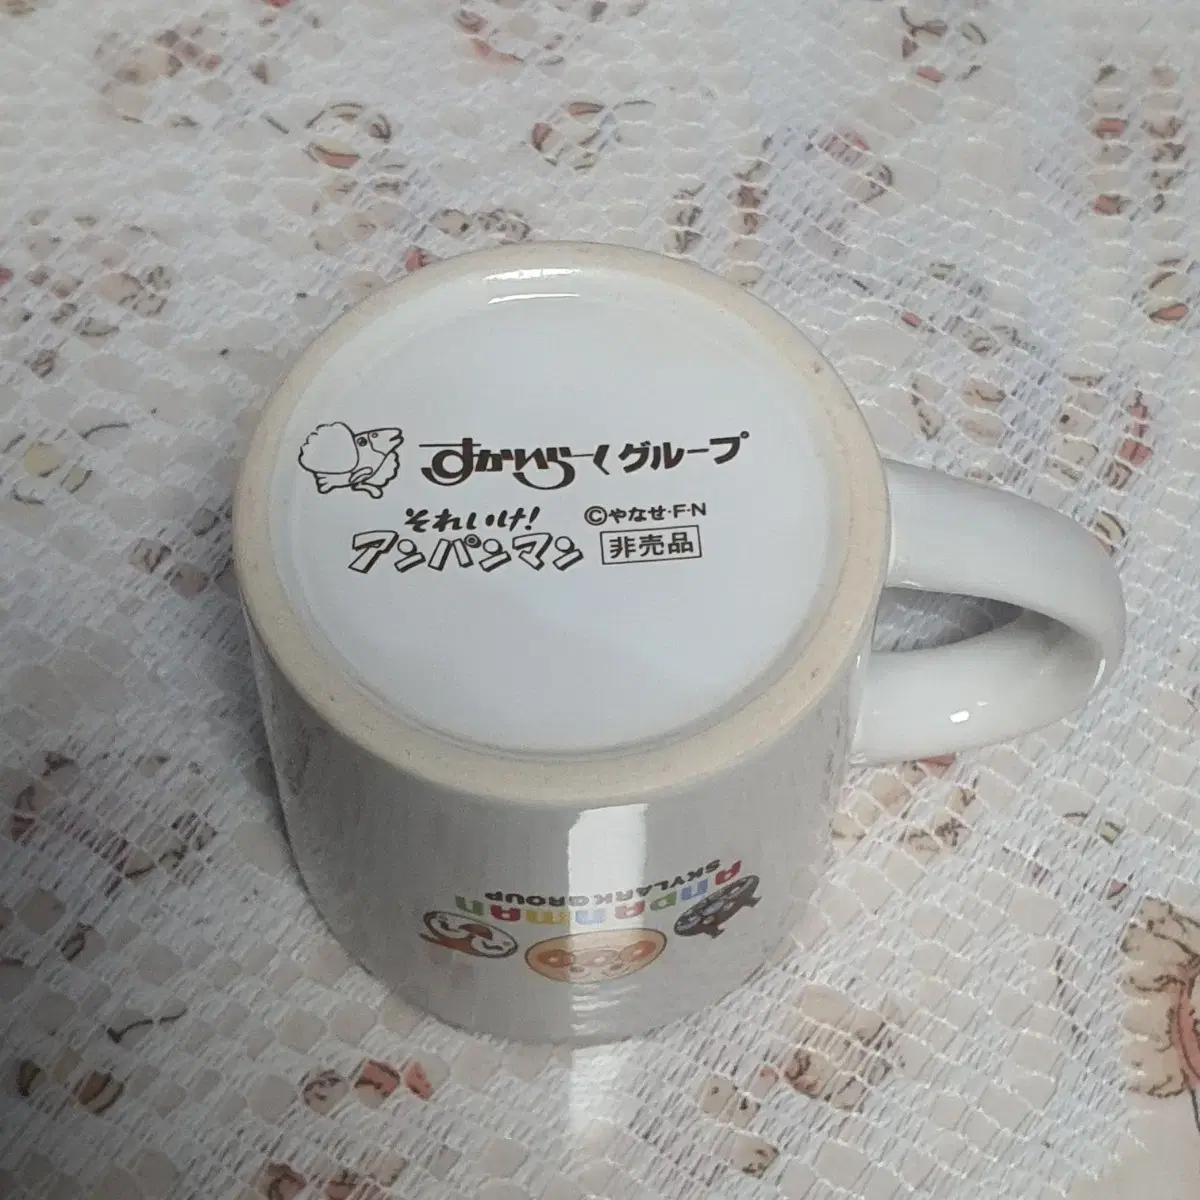 すかいらーくグループ
それいけ!
アンパンマン
©やなせ・F・N
非売品
ANPANMAN
SKYLARKGROUP